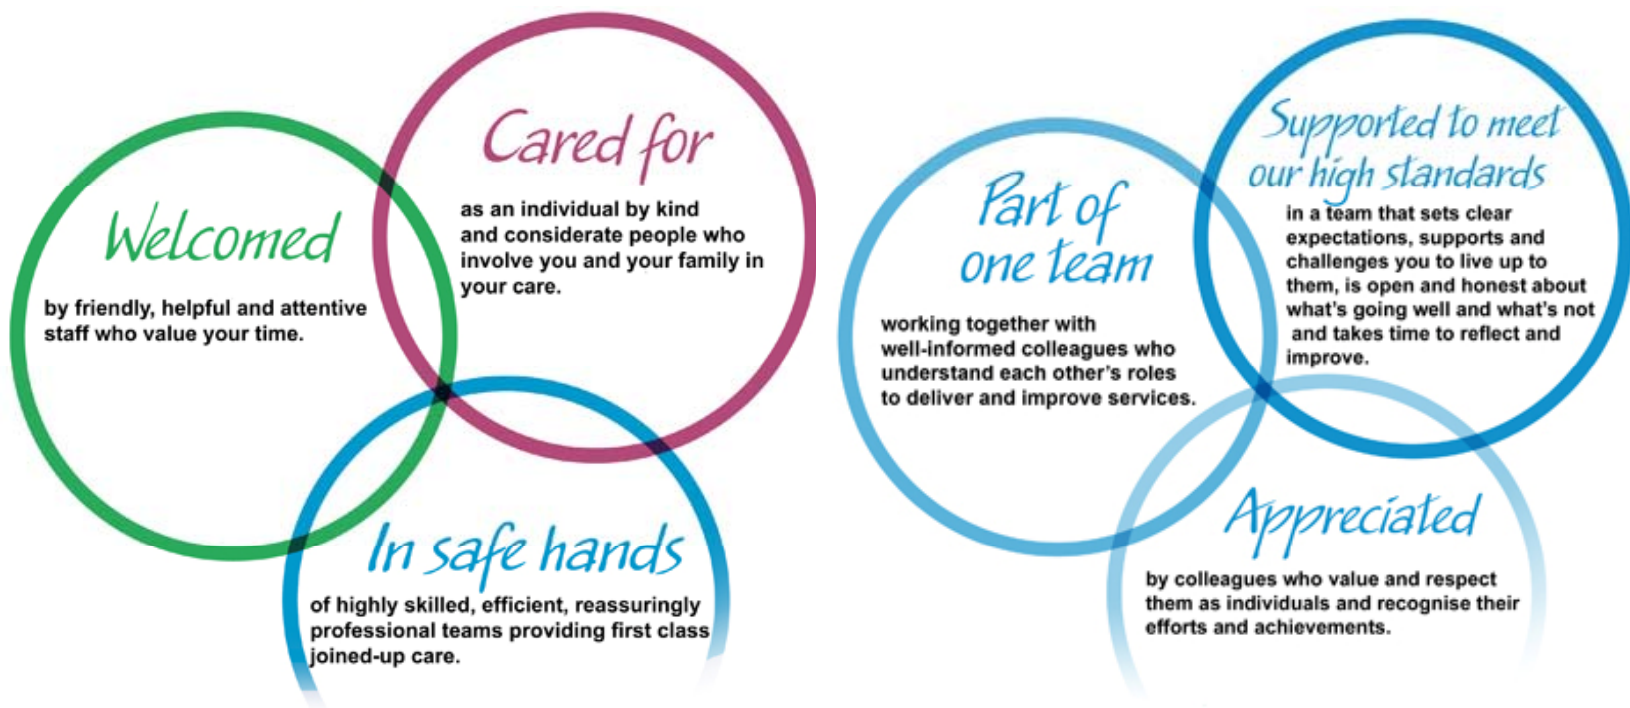 Welcomed
by friendly, helpful and attentive
staff who value your time.
Cared for
as an individual by kind
and considerate people who
involve you and your family in
your care.
In safe hands
of highly skilled, efficient, reassuringly
professional teams providing first class
joined-up care.
Part of
one team
working together with
well-informed colleagues who
understand each other's roles
to deliver and improve services.
Supported to meet
our high standards
in a team that sets clear
expectations, supports and
challenges you to live up to
them, is open and honest about
what's going well and what's not
and takes time to reflect and
improve.
Appreciated
by colleagues who value and respect
them as individuals and recognise their
efforts and achievements.